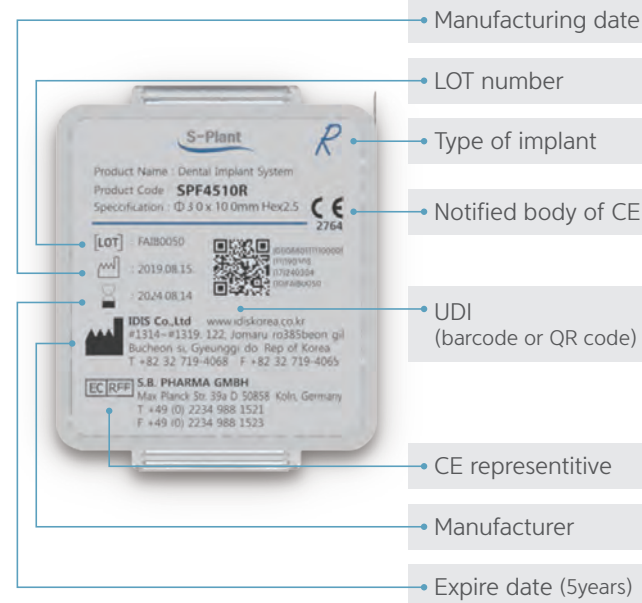 Manufacturing date
LOT number
Type of implant
Notified body of CE
UDI
(barcode or QR code)
CE representitive
Manufacturer
Expire date (5years)
S-Plant
R
Product Name : Dental Implant System
Product Code : SPF4510R
Specification : Φ 3.0 x 10.0mm Hex2.5
CE
2764
LOT : FAIB0050
: 2019.08.15
: 2024.08.14
IDIS Co.,Ltd www.idiskorea.co.kr
#1314~#1319, 122, Jomaru ro385beon gil
Bucheon si, Gyeunggi do Rep of Korea
T +82 32 719-4068 F +82 32 719-4065
EC REP
S.B. PHARMA GMBH
Max Planck Str. 39a D 50858 Koln, Germany
T +49 (0) 2234 988 1521
F +49 (0) 2234 988 1523